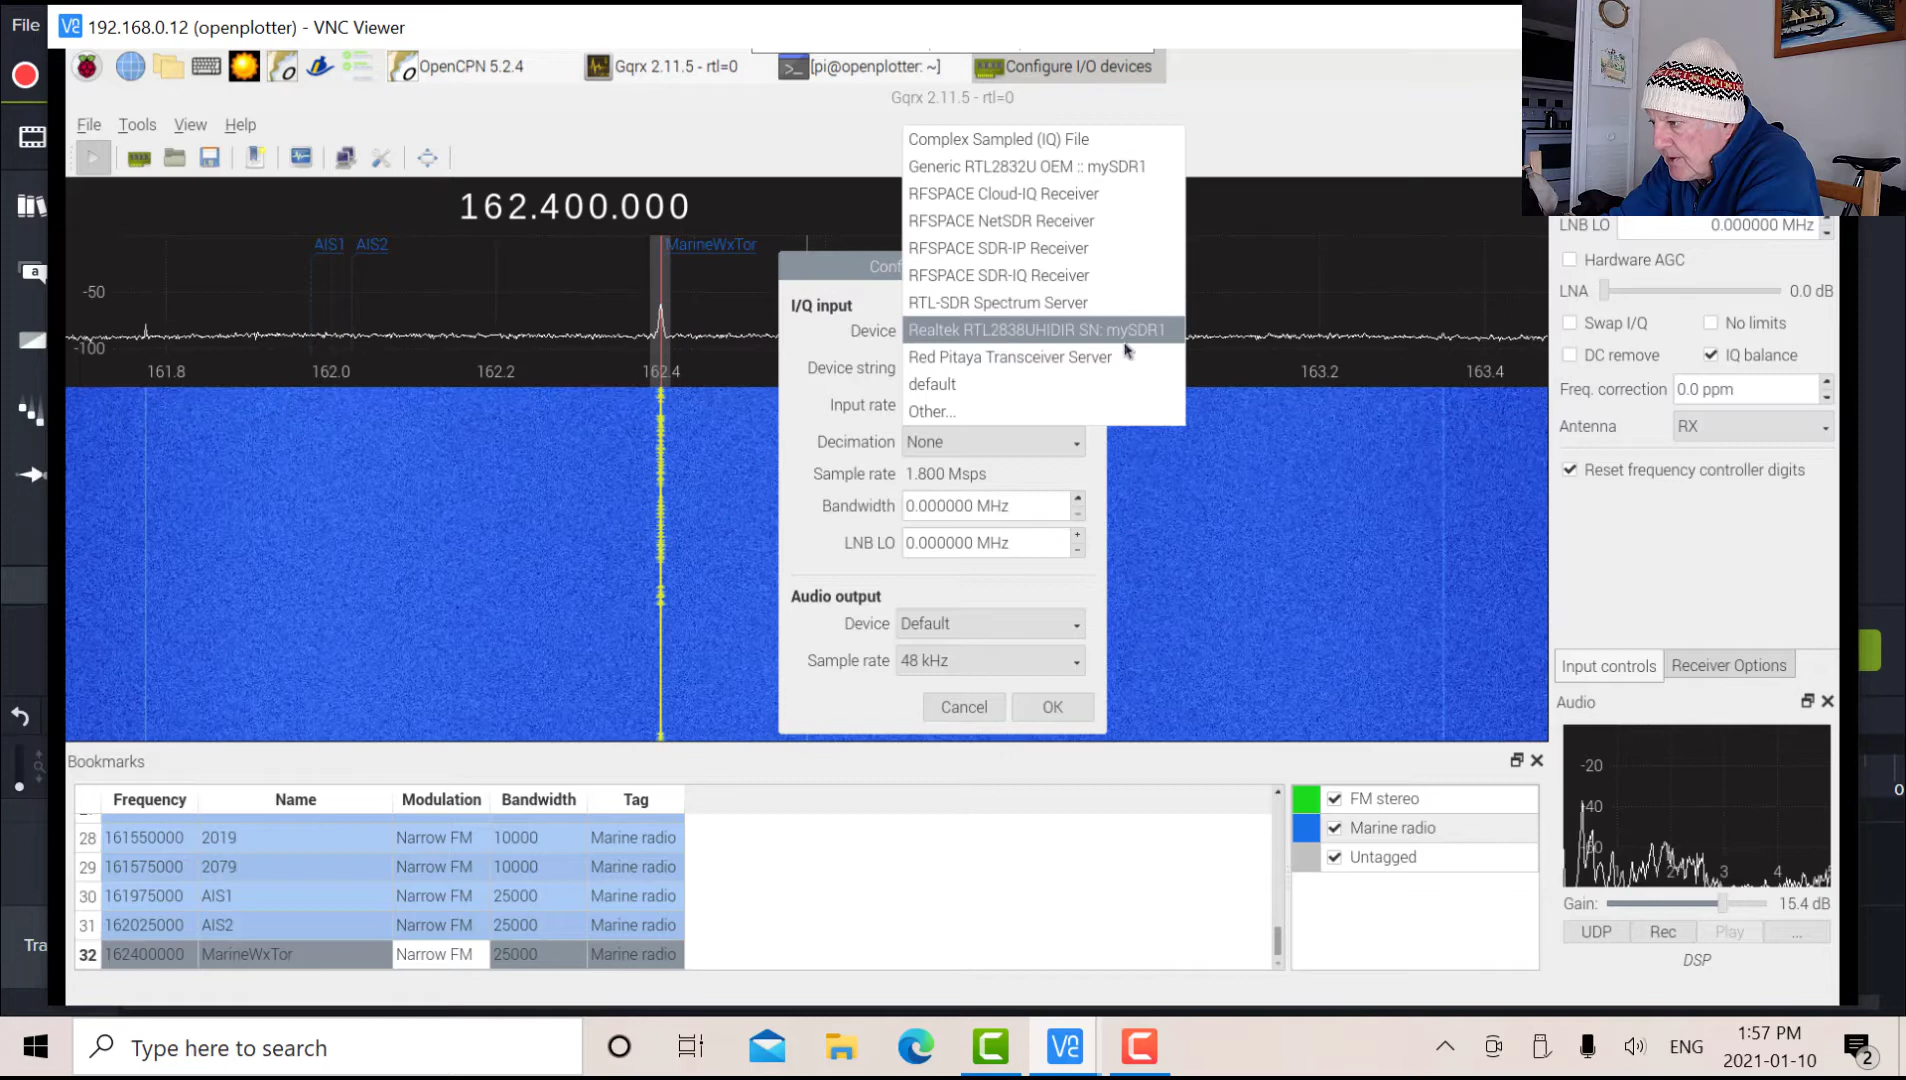 File
192.168.0.12 (openplotter) - VNC Viewer
OpenCPN 5.2.4
Gqrx 2.11.5 - rtl=0
[pi@openplotter: ~]
Configure I/O devices
Gqrx 2.11.5 - rtl=0
File Tools View Help
162.400.000
AIS1 AIS2 MarineWxTor
-50
-100
161.8 162.0 162.2 162.4 163.2 163.4
Complex Sampled (IQ) File
Generic RTL2832U OEM :: mySDR1
RFSPACE Cloud-IQ Receiver
RFSPACE NetSDR Receiver
RFSPACE SDR-IP Receiver
RFSPACE SDR-IQ Receiver
RTL-SDR Spectrum Server
Realtek RTL2838UHIDIR SN: mySDR1
Red Pitaya Transceiver Server
default
Other...
Conf
I/Q input
Device
Device string
Input rate
Decimation None
Sample rate 1.800 Msps
Bandwidth 0.000000 MHz
LNB LO 0.000000 MHz
Audio output
Device Default
Sample rate 48 kHz
Cancel OK
LNB LO 0.000000 MHz
Hardware AGC
LNA 0.0 dB
Swap I/Q No limits
DC remove IQ balance
Freq. correction 0.0 ppm
Antenna RX
Reset frequency controller digits
Input controls Receiver Options
Audio
-20
-40
1 2 3 4
Gain: 15.4 dB
UDP Rec Play ...
DSP
Bookmarks
Frequency Name Modulation Bandwidth Tag
28 161550000 2019 Narrow FM 10000 Marine radio
29 161575000 2079 Narrow FM 10000 Marine radio
30 161975000 AIS1 Narrow FM 25000 Marine radio
31 162025000 AIS2 Narrow FM 25000 Marine radio
32 162400000 MarineWxTor Narrow FM 25000 Marine radio
FM stereo
Marine radio
Untagged
Tra
0
Type here to search
ENG
1:57 PM
2021-01-10
2